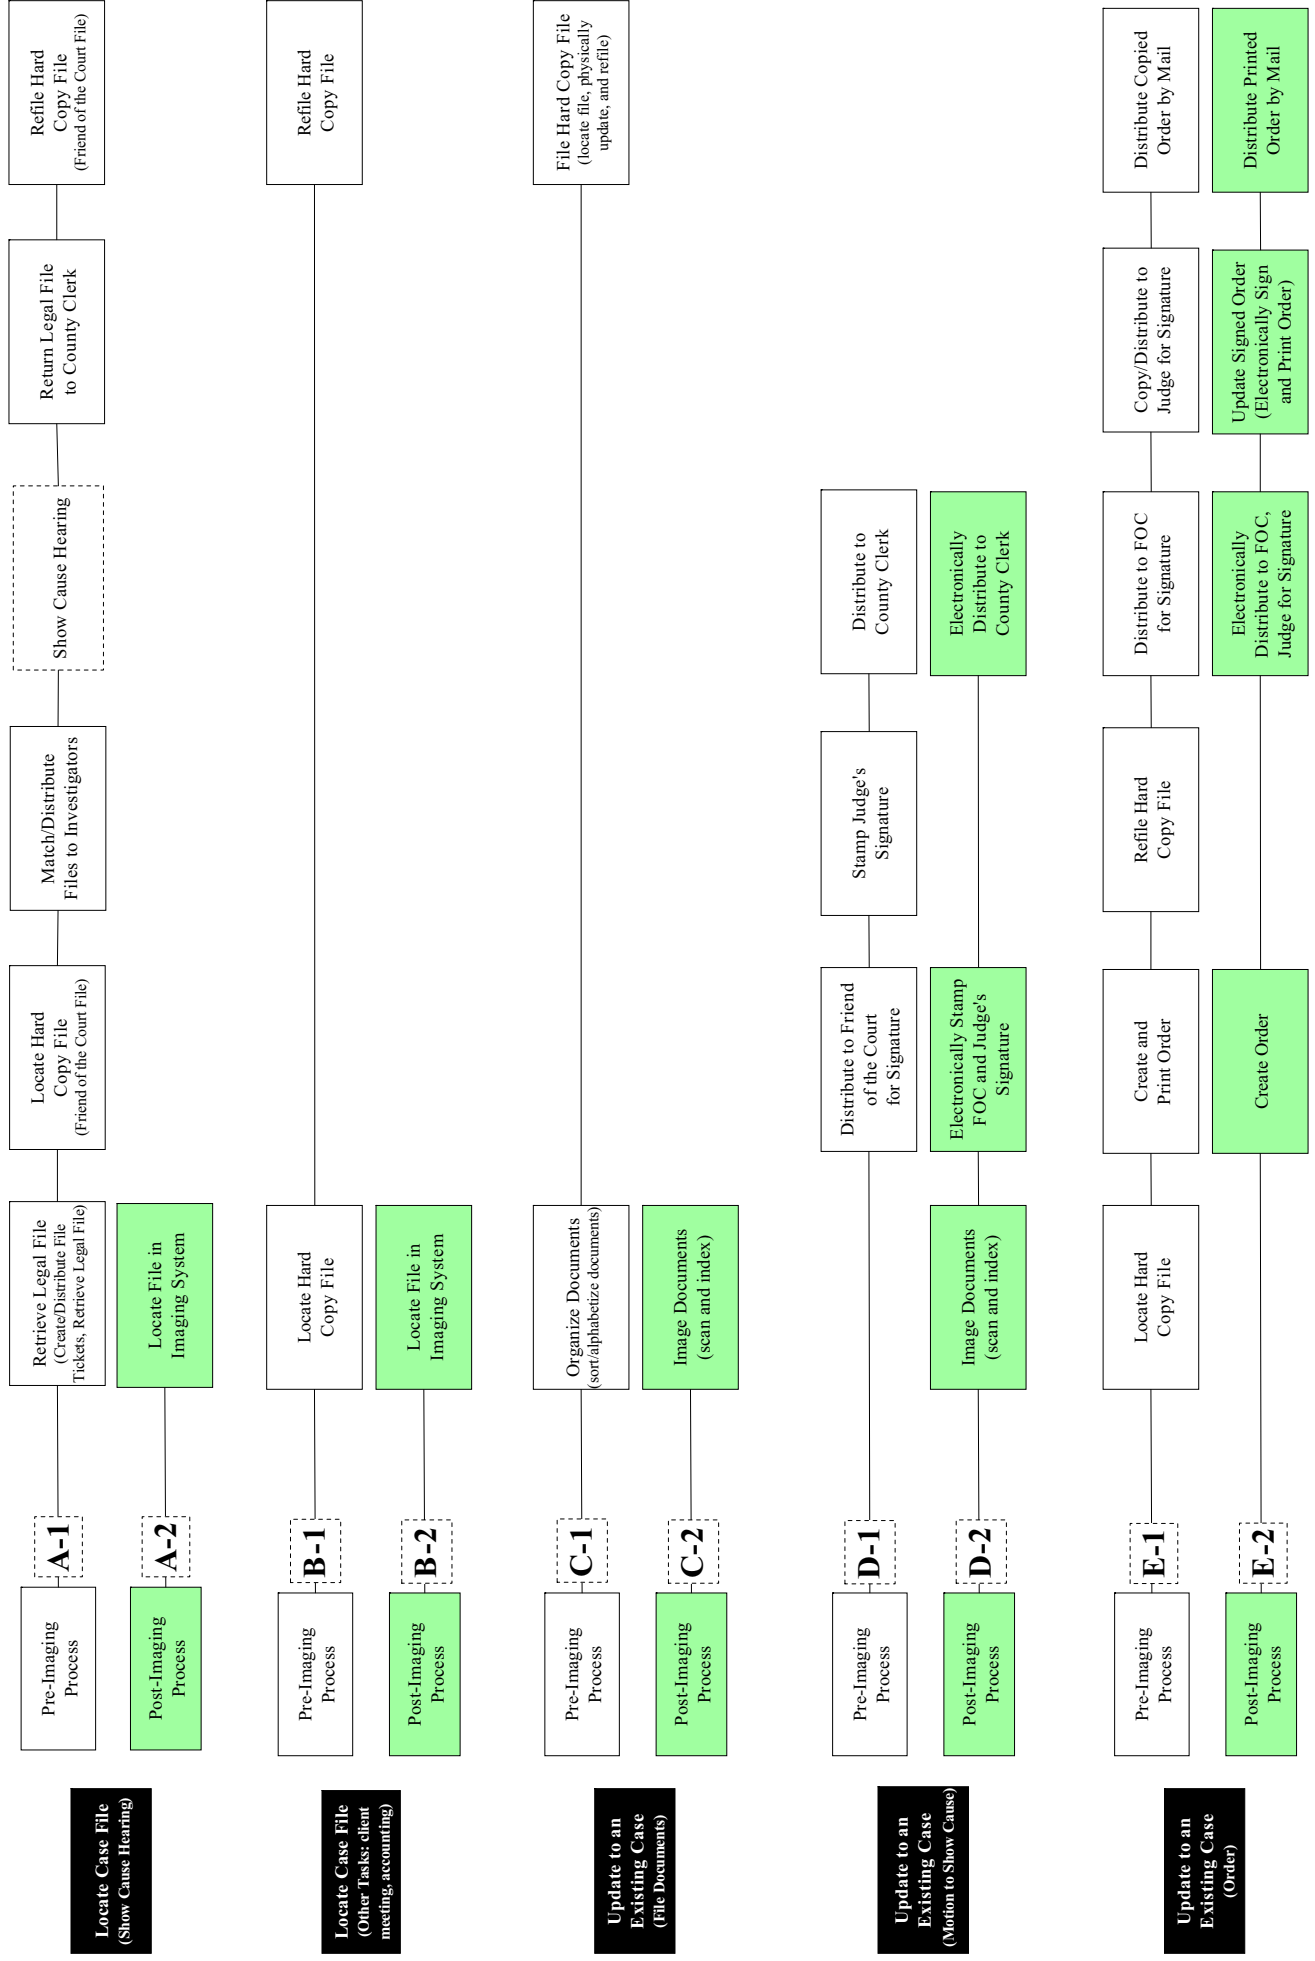 Locate Case File
(Show Cause Hearing)
Pre-Imaging
Process
A-1
Retrieve Legal File
(Create/Distribute File
Tickets, Retrieve Legal File)
Locate Hard
Copy File
(Friend of the Court File)
Match/Distribute
Files to Investigators
Show Cause Hearing
Return Legal File
to County Clerk
Refile Hard
Copy File
(Friend of the Court File)
Post-Imaging
Process
A-2
Locate File in
Imaging System
Locate Case File
(Other Tasks: client
meeting, accounting)
Pre-Imaging
Process
B-1
Locate Hard
Copy File
Refile Hard
Copy File
Post-Imaging
Process
B-2
Locate File in
Imaging System
Update to an
Existing Case
(File Documents)
Pre-Imaging
Process
C-1
Organize Documents
(sort/alphabetize documents)
File Hard Copy File
(locate file, physically
update, and refile)
Post-Imaging
Process
C-2
Image Documents
(scan and index)
Update to an
Existing Case
(Motion to Show Cause)
Pre-Imaging
Process
D-1
Distribute to Friend
of the Court
for Signature
Stamp Judge's
Signature
Distribute to
County Clerk
Post-Imaging
Process
D-2
Image Documents
(scan and index)
Electronically Stamp
FOC and Judge's
Signature
Electronically
Distribute to
County Clerk
Update to an
Existing Case
(Order)
Pre-Imaging
Process
E-1
Locate Hard
Copy File
Create and
Print Order
Refile Hard
Copy File
Distribute to FOC
for Signature
Copy/Distribute to
Judge for Signature
Distribute Copied
Order by Mail
Post-Imaging
Process
E-2
Create Order
Electronically
Distribute to FOC,
Judge for Signature
Update Signed Order
(Electronically Sign
and Print Order)
Distribute Printed
Order by Mail